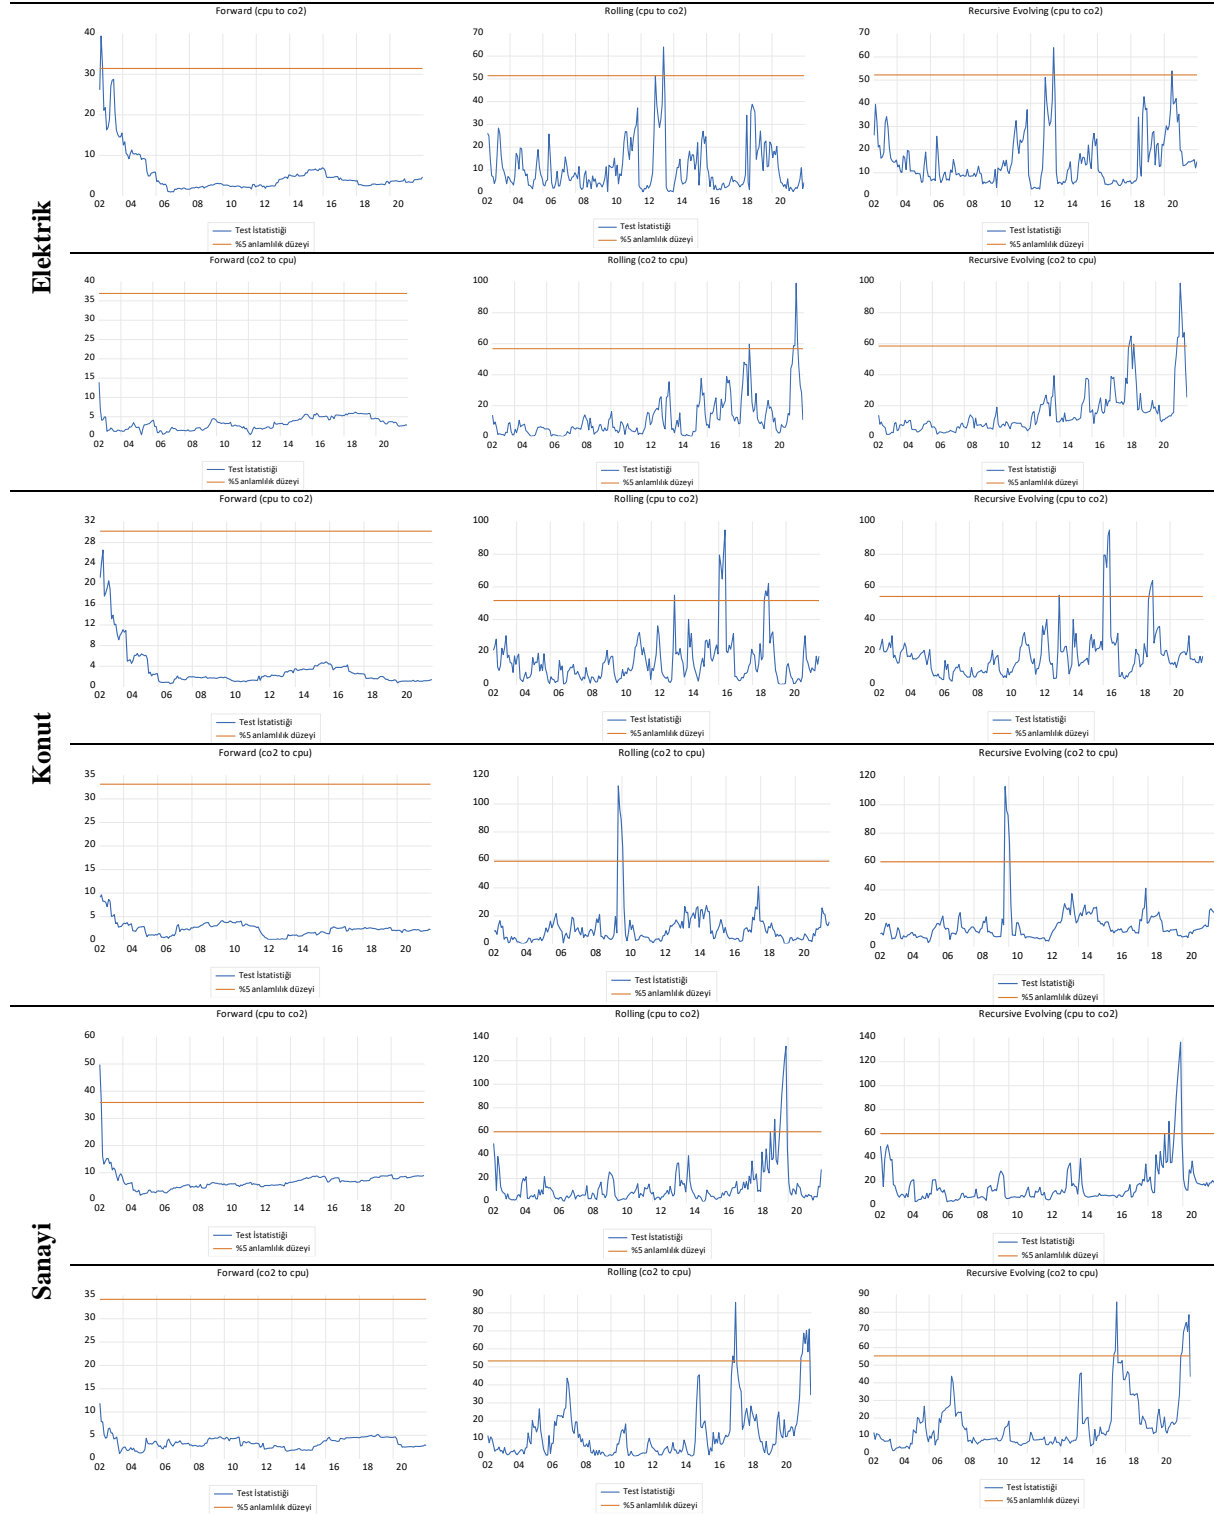 Elektrik
Forward (cpu to co2)
40
30
20
10
0
02 04 06 08 10 12 14 16 18 20
Test İstatistiği
%5 anlamlılık düzeyi
Rolling (cpu to co2)
70
60
50
40
30
20
10
0
02 04 06 08 10 12 14 16 18 20
Test İstatistiği
%5 anlamlılık düzeyi
Recursive Evolving (cpu to co2)
70
60
50
40
30
20
10
0
02 04 06 08 10 12 14 16 18 20
Test İstatistiği
%5 anlamlılık düzeyi
Forward (co2 to cpu)
40
35
30
25
20
15
10
5
0
02 04 06 08 10 12 14 16 18 20
Test İstatistiği
%5 anlamlılık düzeyi
Rolling (co2 to cpu)
100
80
60
40
20
0
02 04 06 08 10 12 14 16 18 20
Test İstatistiği
%5 anlamlılık düzeyi
Recursive Evolving (co2 to cpu)
100
80
60
40
20
0
02 04 06 08 10 12 14 16 18 20
Test İstatistiği
%5 anlamlılık düzeyi
Konut
Forward (cpu to co2)
32
28
24
20
16
12
8
4
0
02 04 06 08 10 12 14 16 18 20
Test İstatistiği
%5 anlamlılık düzeyi
Rolling (cpu to co2)
100
80
60
40
20
0
02 04 06 08 10 12 14 16 18 20
Test İstatistiği
%5 anlamlılık düzeyi
Recursive Evolving (cpu to co2)
100
80
60
40
20
0
02 04 06 08 10 12 14 16 18 20
Test İstatistiği
%5 anlamlılık düzeyi
Forward (co2 to cpu)
35
30
25
20
15
10
5
0
02 04 06 08 10 12 14 16 18 20
Test İstatistiği
%5 anlamlılık düzeyi
Rolling (co2 to cpu)
120
100
80
60
40
20
0
02 04 06 08 10 12 14 16 18 20
Test İstatistiği
%5 anlamlılık düzeyi
Recursive Evolving (co2 to cpu)
120
100
80
60
40
20
0
02 04 06 08 10 12 14 16 18 20
Test İstatistiği
%5 anlamlılık düzeyi
Sanayi
Forward (cpu to co2)
60
50
40
30
20
10
0
02 04 06 08 10 12 14 16 18 20
Test İstatistiği
%5 anlamlılık düzeyi
Rolling (cpu to co2)
140
120
100
80
60
40
20
0
02 04 06 08 10 12 14 16 18 20
Test İstatistiği
%5 anlamlılık düzeyi
Recursive Evolving (cpu to co2)
140
120
100
80
60
40
20
0
02 04 06 08 10 12 14 16 18 20
Test İstatistiği
%5 anlamlılık düzeyi
Forward (co2 to cpu)
35
30
25
20
15
10
5
0
02 04 06 08 10 12 14 16 18 20
Test İstatistiği
%5 anlamlılık düzeyi
Rolling (co2 to cpu)
90
80
70
60
50
40
30
20
10
0
02 04 06 08 10 12 14 16 18 20
Test İstatistiği
%5 anlamlılık düzeyi
Recursive Evolving (co2 to cpu)
90
80
70
60
50
40
30
20
10
0
02 04 06 08 10 12 14 16 18 20
Test İstatistiği
%5 anlamlılık düzeyi